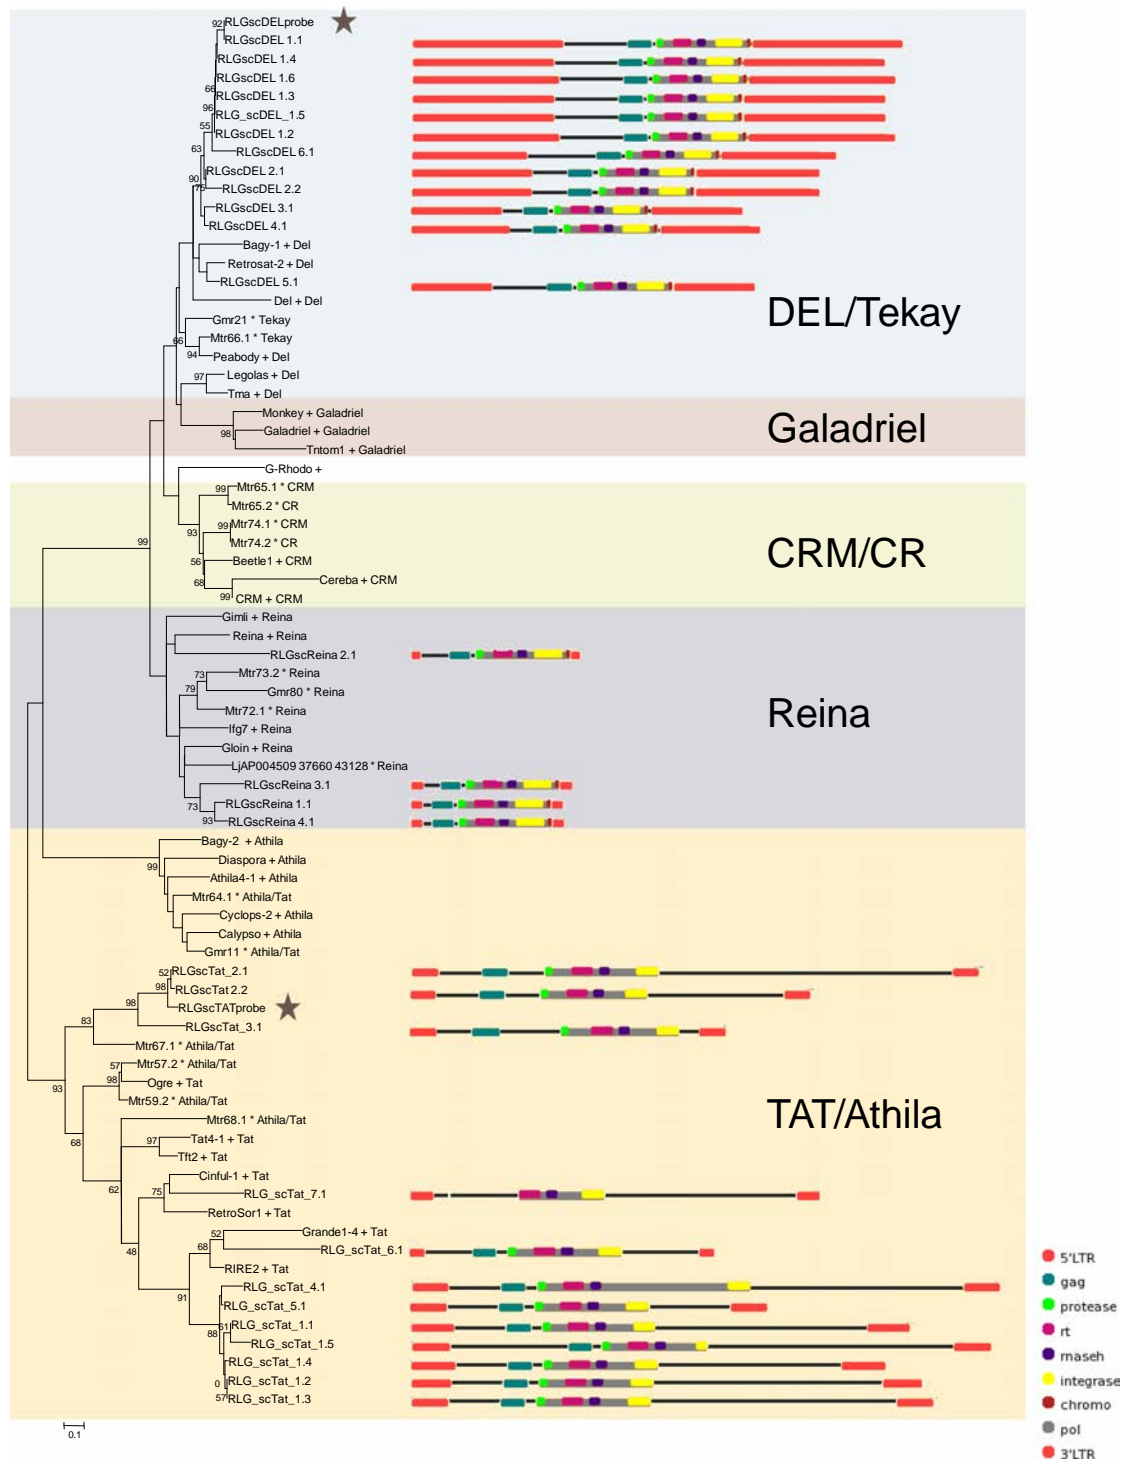 92 RLGscDELprobe
RLGscDEL 1.1
RLGscDEL 1.4
RLGscDEL 1.6
66
RLGscDEL 1.3
96
RLG_scDEL_1.5
55
RLGscDEL 1.2
63
RLGscDEL 6.1
RLGscDEL 2.1
90
75
RLGscDEL 2.2
RLGscDEL 3.1
RLGscDEL 4.1
Bagy-1 + Del
Retrosat-2 + Del
RLGscDEL 5.1
Del + Del
DEL/Tekay
Gmr21 * Tekay
66
Mtr66.1 * Tekay
94
Peabody + Del
97
Legolas + Del
Tma + Del
Monkey + Galadriel
Galadriel
98
Galadriel + Galadriel
Tntom1 + Galadriel
G-Rhodo +
99 Mtr65.1 * CRM
Mtr65.2 * CR
99 Mtr74.1 * CRM
93
99
Mtr74.2 * CR
CRM/CR
56
Beetle1 + CRM
68
Cereba + CRM
99
CRM + CRM
Gimli + Reina
Reina + Reina
RLGscReina 2.1
73
Mtr73.2 * Reina
79
Gmr80 * Reina
Mtr72.1 * Reina
Reina
Ifg7 + Reina
Gloin + Reina
LjAP004509 37660 43128 * Reina
RLGscReina 3.1
73
RLGscReina 1.1
93
RLGscReina 4.1
Bagy-2 + Athila
99
Diaspora + Athila
Athila4-1 + Athila
Mtr64.1 * Athila/Tat
Cyclops-2 + Athila
Calypso + Athila
Gmr11 * Athila/Tat
52 RLGscTat_2.1
98
RLGscTat 2.2
98
RLGscTATprobe
83
RLGscTat_3.1
Mtr67.1 * Athila/Tat
57 Mtr57.2 * Athila/Tat
93
98
Ogre + Tat
Mtr59.2 * Athila/Tat
TAT/Athila
Mtr68.1 * Athila/Tat
68
97
Tat4-1 + Tat
Tft2 + Tat
Cinful-1 + Tat
62
75
RLG_scTat_7.1
RetroSor1 + Tat
52
Grande1-4 + Tat
48
68
RLG_scTat_6.1
RIRE2 + Tat
RLG_scTat_4.1
91
RLG_scTat_5.1
61 RLG_scTat_1.1
88
RLG_scTat_1.5
RLG_scTat_1.4
0 RLG_scTat_1.2
57 RLG_scTat_1.3
0.1
5'LTR
gag
protease
rt
rnaseh
integrase
chromo
pol
3'LTR